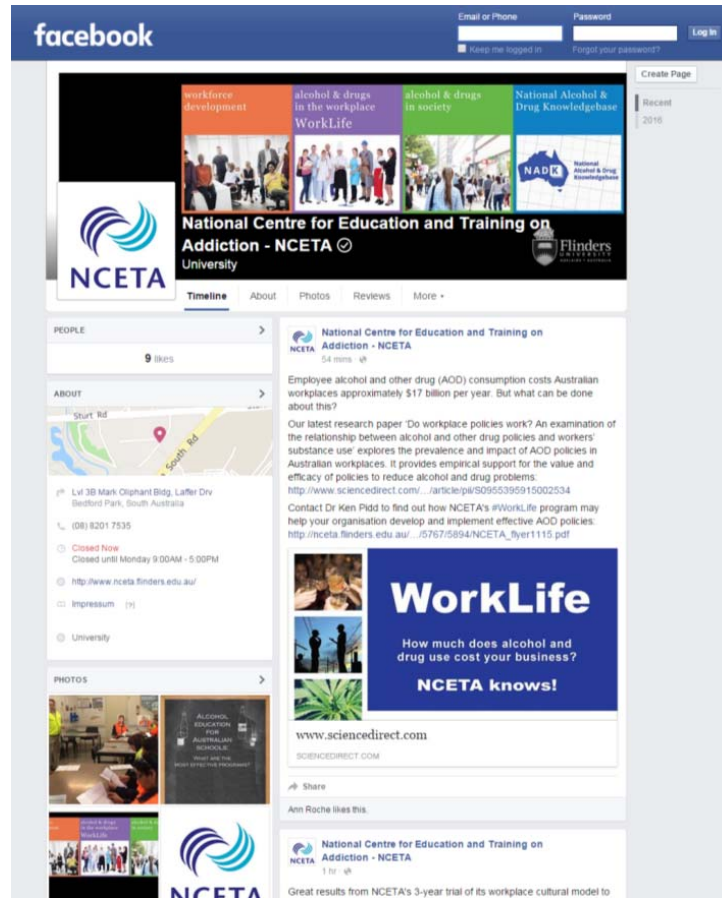 facebook
Email or Phone
Password
Log In
Keep me logged in
Forgot your password?
Create Page
Recent
2016
workforce
development
alcohol & drugs
in the workplace
WorkLife
alcohol & drugs
in society
National Alcohol &
Drug Knowledgebase
NADK
National
Alcohol & Drug
Knowledgebase
NCETA
National Centre for Education and Training on
Addiction - NCETA
University
Flinders
UNIVERSITY
ADELAIDE • AUSTRALIA
Timeline
About
Photos
Reviews
More
PEOPLE
9 likes
ABOUT
Sturt Rd
South Rd
Lvl 3B Mark Oliphant Bldg, Laffer Drv
Bedford Park, South Australia
(08) 8201 7535
Closed Now
Closed until Monday 9:00AM - 5:00PM
http://www.nceta.flinders.edu.au/
Impressum [?]
University
PHOTOS
ALCOHOL
EDUCATION
FOR
AUSTRALIAN
SCHOOLS:
WHAT ARE THE
MOST EFFECTIVE PROGRAMS?
alcohol & drugs
in the workplace
WorkLife
NCETA
NCETA
National Centre for Education and Training on
Addiction - NCETA
54 mins
Employee alcohol and other drug (AOD) consumption costs Australian
workplaces approximately $17 billion per year. But what can be done
about this?
Our latest research paper 'Do workplace policies work? An examination of
the relationship between alcohol and other drug policies and workers'
substance use' explores the prevalence and impact of AOD policies in
Australian workplaces. It provides empirical support for the value and
efficacy of policies to reduce alcohol and drug problems:
http://www.sciencedirect.com/.../article/pii/S0955395915002534
Contact Dr Ken Pidd to find out how NCETA's #WorkLife program may
help your organisation develop and implement effective AOD policies:
http://nceta.flinders.edu.au/.../5767/5894/NCETA_flyer1115.pdf
WorkLife
How much does alcohol and
drug use cost your business?
NCETA knows!
www.sciencedirect.com
SCIENCEDIRECT.COM
Share
Ann Roche likes this.
NCETA
National Centre for Education and Training on
Addiction - NCETA
1 hr
Great results from NCETA's 3-year trial of its workplace cultural model to